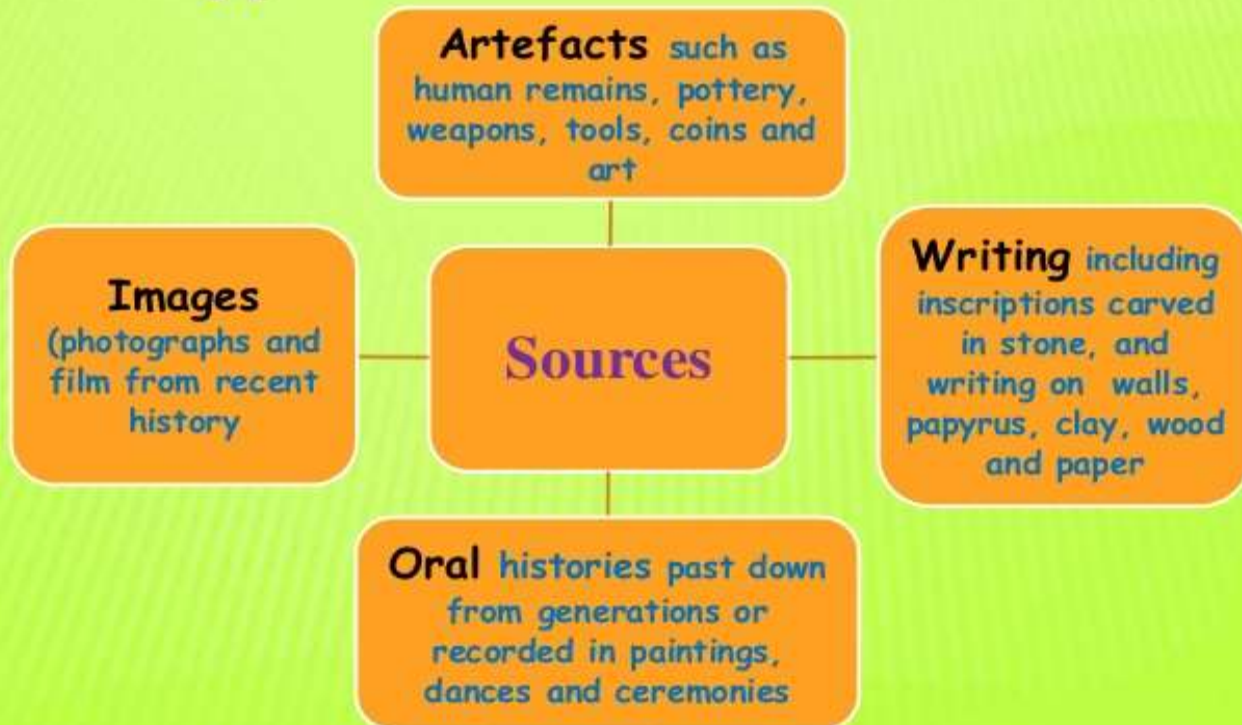 Artefacts such as
human remains, pottery,
weapons, tools, coins and
art
Images
(photographs and
film from recent
history
Sources
Writing including
inscriptions carved
in stone, and
writing on walls,
papyrus, clay, wood
and paper
Oral histories past down
from generations or
recorded in paintings,
dances and ceremonies